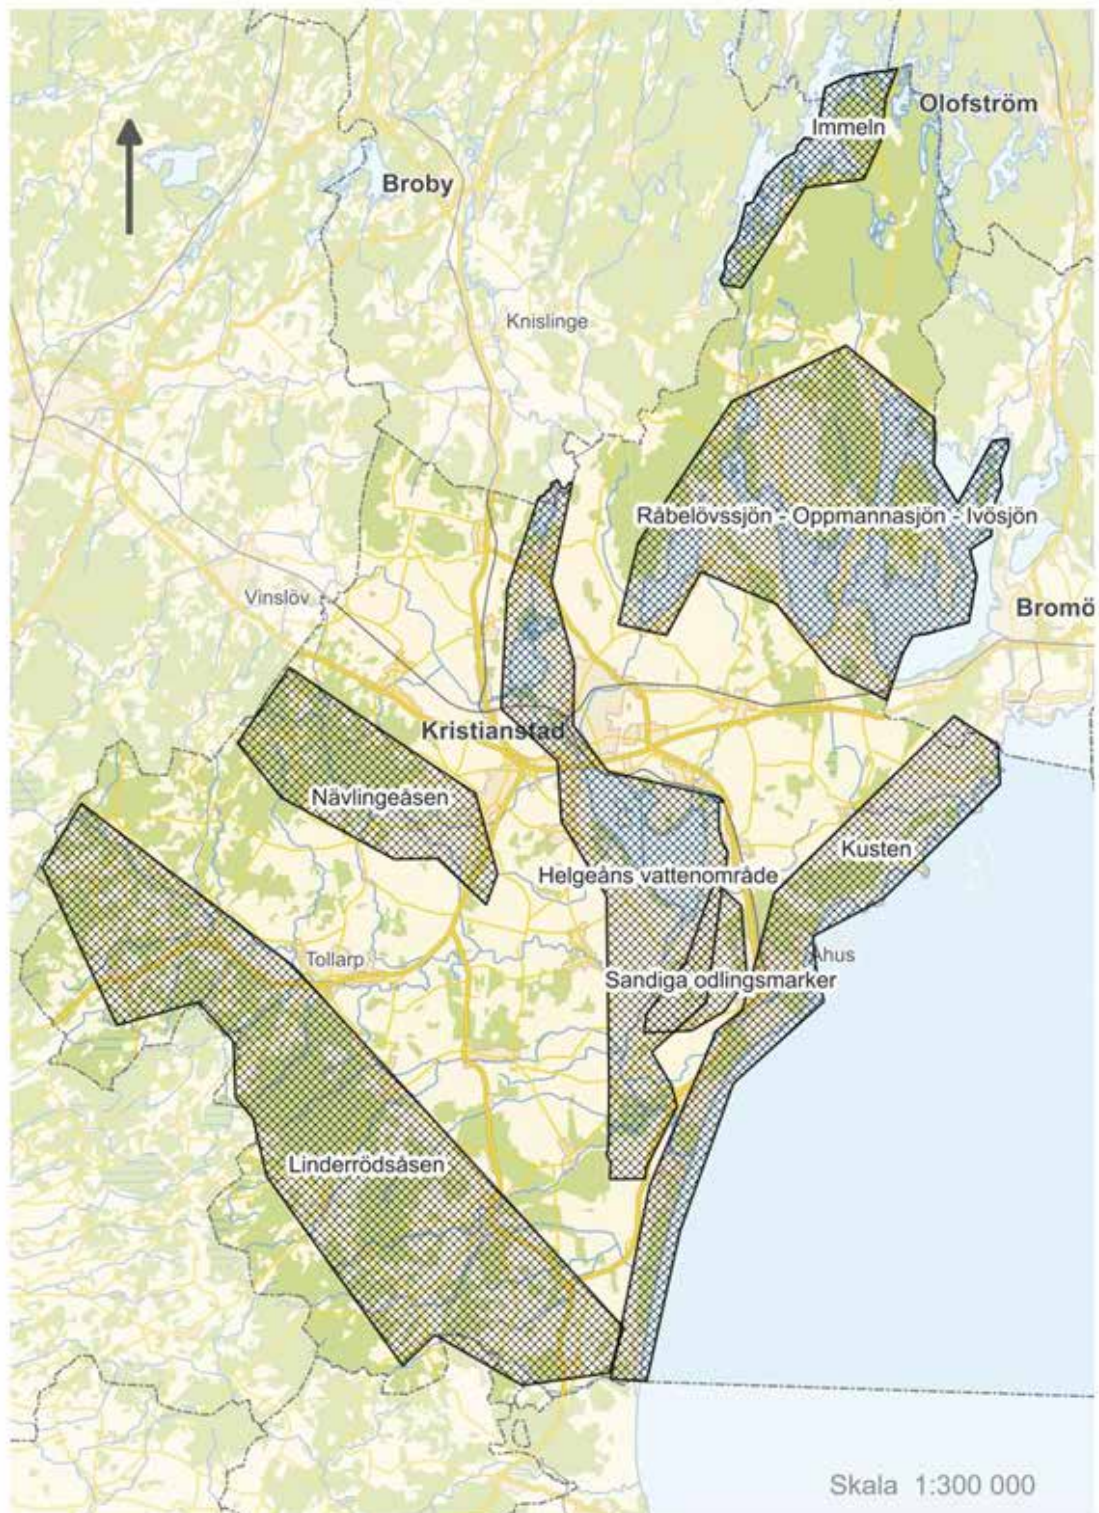 Olofström
Immeln
Broby
Knislinge
Råbelövssjön - Oppmannasjön - Ivösjön
Vinslöv
Bromö
Kristianstad
Nävlingeåsen
Kusten
Helgeåns vattenområde
Tollarp
Åhus
Sandiga odlingsmarker
Linderrödsåsen
Skala 1:300 000